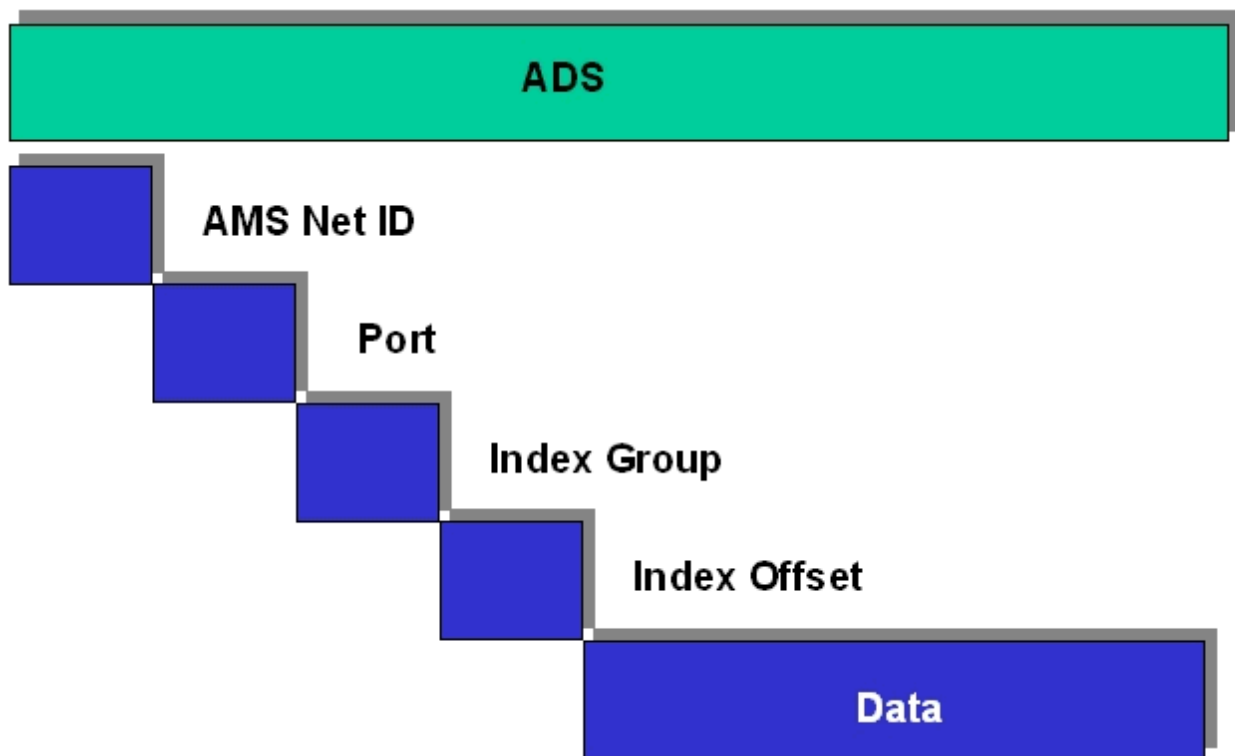 ADS
AMS Net ID
Port
Index Group
Index Offset
Data